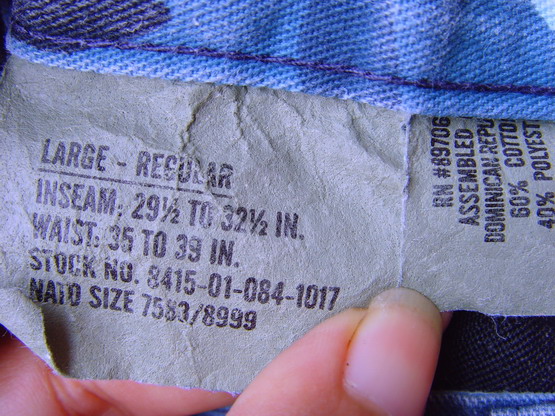 LARGE - REGULAR
INSEAM: 29½ TO 32½ IN.
WAIST: 35 TO 39 IN.
STOCK NO. 8415-01-084-1017
NATO SIZE 7583/8999
RN #89706
ASSEMBLED
DOMINICAN REPU
60% COTTO
40% POLYEST